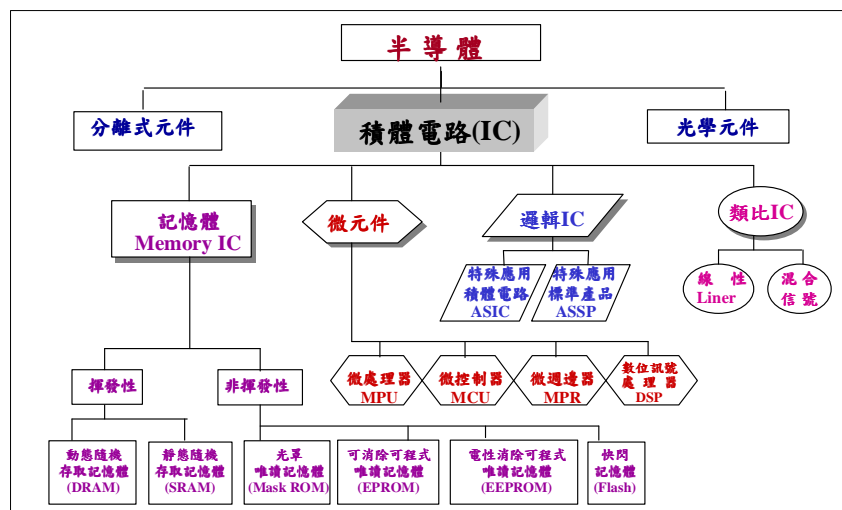 半導體
分離式元件
積體電路(IC)
光學元件
記憶體
Memory IC
微元件
邏輯IC
類比IC
特殊應用
積體電路
ASIC
特殊應用
標準產品
ASSP
線 性
Liner
混合
信號
揮發性
非揮發性
微處理器
MPU
微控制器
MCU
微週邊器
MPR
數位訊號
處理器
DSP
動態隨機
存取記憶體
(DRAM)
靜態隨機
存取記憶體
(SRAM)
光罩
唯讀記憶體
(Mask ROM)
可消除可程式
唯讀記憶體
(EPROM)
電性消除可程式
唯讀記憶體
(EEPROM)
快閃
記憶體
(Flash)